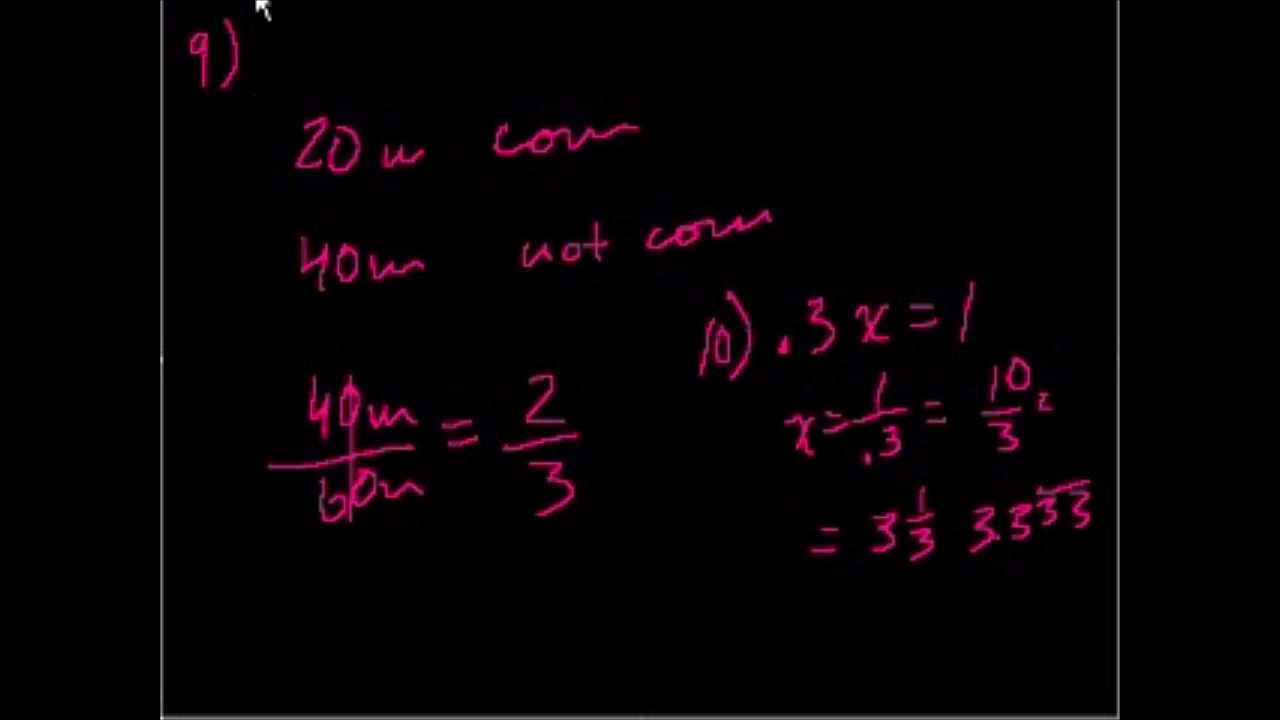 9)
20m corn
40m not corn
40m/60m = 2/3
10) .3x = 1
x = 1/.3 = 10/3 =
= 3 1/3 3.333̅3̅